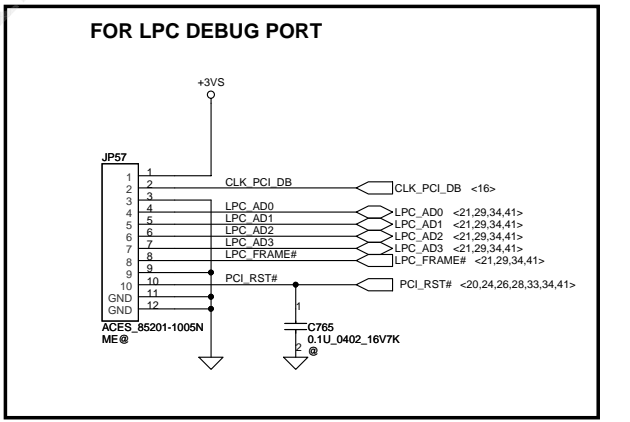 FOR LPC DEBUG PORT
+3VS
JP57
1 1
2 2 CLK_PCI_DB CLK_PCI_DB <16>
3 3
4 4 LPC_AD0 LPC_AD0 <21,29,34,41>
5 5 LPC_AD1 LPC_AD1 <21,29,34,41>
6 6 LPC_AD2 LPC_AD2 <21,29,34,41>
7 7 LPC_AD3 LPC_AD3 <21,29,34,41>
8 8 LPC_FRAME# LPC_FRAME# <21,29,34,41>
9 9
10 10 PCI_RST# PCI_RST# <20,24,26,28,33,34,41>
GND 11
GND 12
1
ACES_85201-1005N C765
ME@ 0.1U_0402_16V7K
2 @